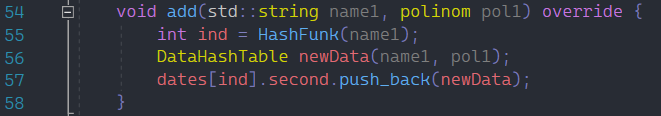 54 void add(std::string name1, polinom pol1) override {
55 int ind = HashFunk(name1);
56 DataHashTable newData(name1, pol1);
57 dates[ind].second.push_back(newData);
58 }